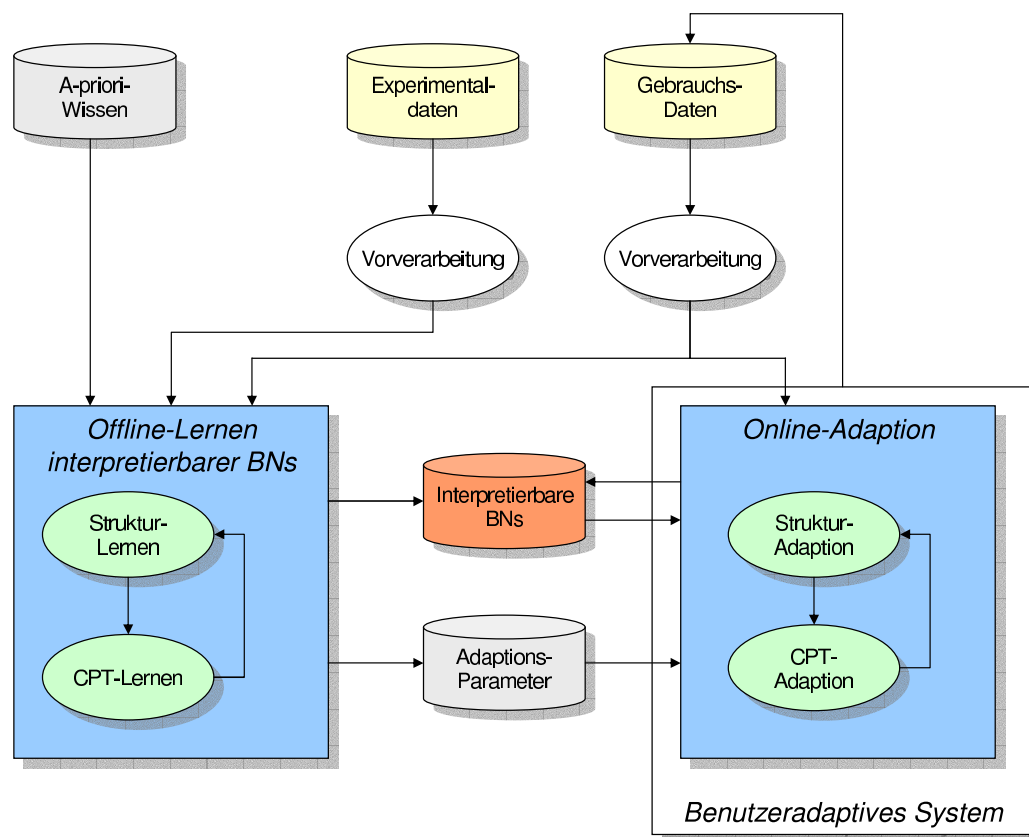 A-priori-
Wissen
Experimental-
daten
Gebrauchs-
Daten
Vorverarbeitung
Vorverarbeitung
Offline-Lernen
interpretierbarer BNs
Struktur-
Lernen
CPT-Lernen
Interpretierbare
BNs
Adaptions-
Parameter
Online-Adaption
Struktur-
Adaption
CPT-
Adaption
Benutzeradaptives System